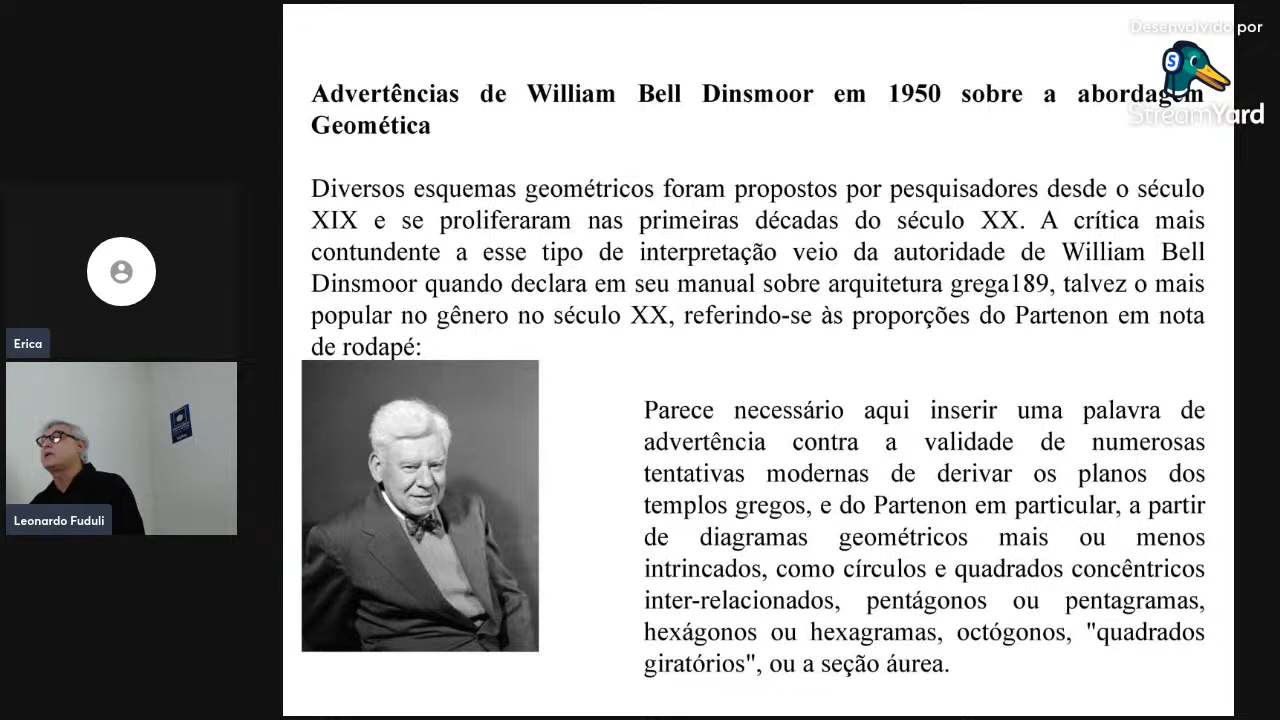 Desenvolvido por
StreamYard
Advertências de William Bell Dinsmoor em 1950 sobre a abordagem
Geomética
Diversos esquemas geométricos foram propostos por pesquisadores desde o século
XIX e se proliferaram nas primeiras décadas do século XX. A crítica mais
contundente a esse tipo de interpretação veio da autoridade de William Bell
Dinsmoor quando declara em seu manual sobre arquitetura grega189, talvez o mais
popular no gênero no século XX, referindo-se às proporções do Partenon em nota
de rodapé:
Parece necessário aqui inserir uma palavra de
advertência contra a validade de numerosas
tentativas modernas de derivar os planos dos
templos gregos, e do Partenon em particular, a partir
de diagramas geométricos mais ou menos
intrincados, como círculos e quadrados concêntricos
inter-relacionados, pentágonos ou pentagramas,
hexágonos ou hexagramas, octógonos, "quadrados
giratórios", ou a seção áurea.
Erica
Leonardo Fuduli